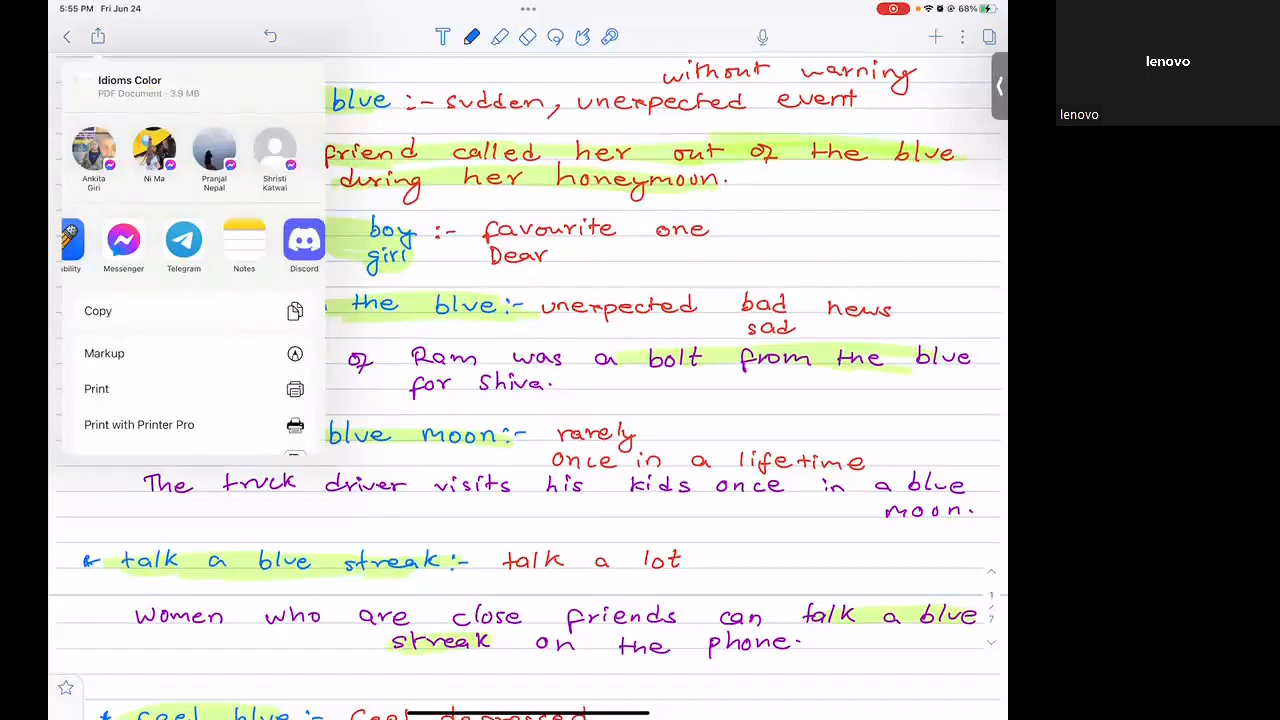 5:55 PM Fri Jun 24
68%
lenovo
lenovo
Idioms Color
PDF Document · 3.9 MB
Ankita Giri
Ni Ma
Pranjal Nepal
Shristi Katwal
bility
Messenger
Telegram
Notes
Discord
Copy
Markup
Print
Print with Printer Pro
without warning
blue :- sudden, unexpected event
friend called her out of the blue
during her honeymoon.
boy :- favourite one
girl Dear
the blue:- unexpected bad news
sad
of Ram was a bolt from the blue
for Shiva.
blue moon:- rarely
once in a lifetime
The truck driver visits his kids once in a blue
moon.
* talk a blue streak:- talk a lot
Women who are close friends can talk a blue
streak on the phone.
1
7